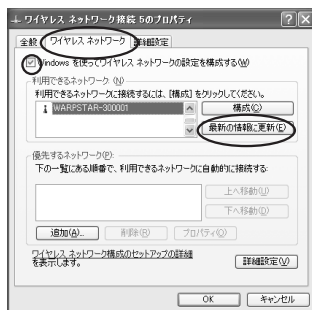 ワイヤレス ネットワーク接続 5のプロパティ
全般 ワイヤレス ネットワーク 詳細設定
Windows を使ってワイヤレス ネットワークの設定を構成する(W)
利用できるネットワーク (N)
利用できるネットワークに接続するには、[構成] をクリックしてください。
WARPSTAR-300001
構成(C)
最新の情報に更新(E)
優先するネットワーク(P):
下の一覧にある順番で、利用できるネットワークに自動的に接続する:
上へ移動(U)
下へ移動(D)
追加(A)... 削除(R) プロパティ(O)
ワイヤレス ネットワーク構成のセットアップの詳細
を表示します。
詳細設定(V)
OK キャンセル